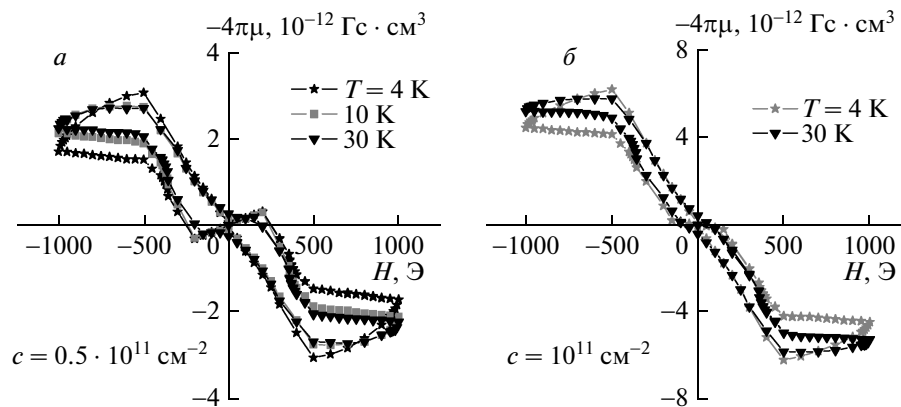 −4πμ, 10⁻¹² Гс · см³
4
а
T = 4 K
10 K
30 K
2
−1000
−500
0
500
1000
H, Э
−2
c = 0.5 · 10¹¹ см⁻²
−4
−4πμ, 10⁻¹² Гс · см³
8
б
T = 4 K
30 K
4
−1000
−500
0
500
1000
H, Э
−4
c = 10¹¹ см⁻²
−8